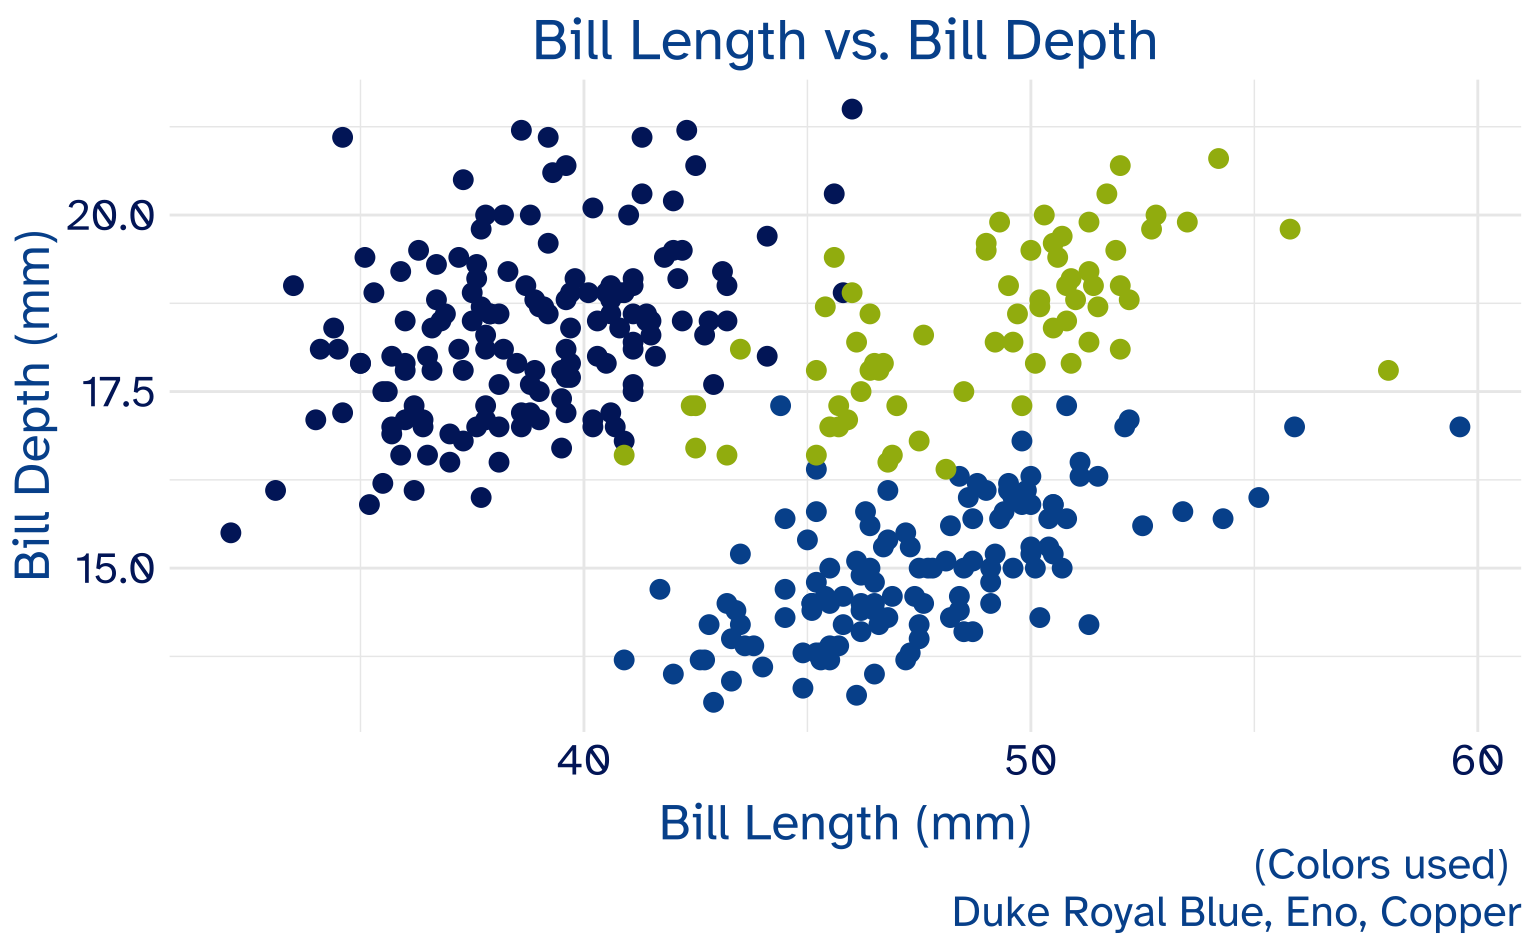 Bill Length vs. Bill Depth
20.0
17.5
15.0
Bill Depth (mm)
40 50 60
Bill Length (mm)
(Colors used)
Duke Royal Blue, Eno, Copper